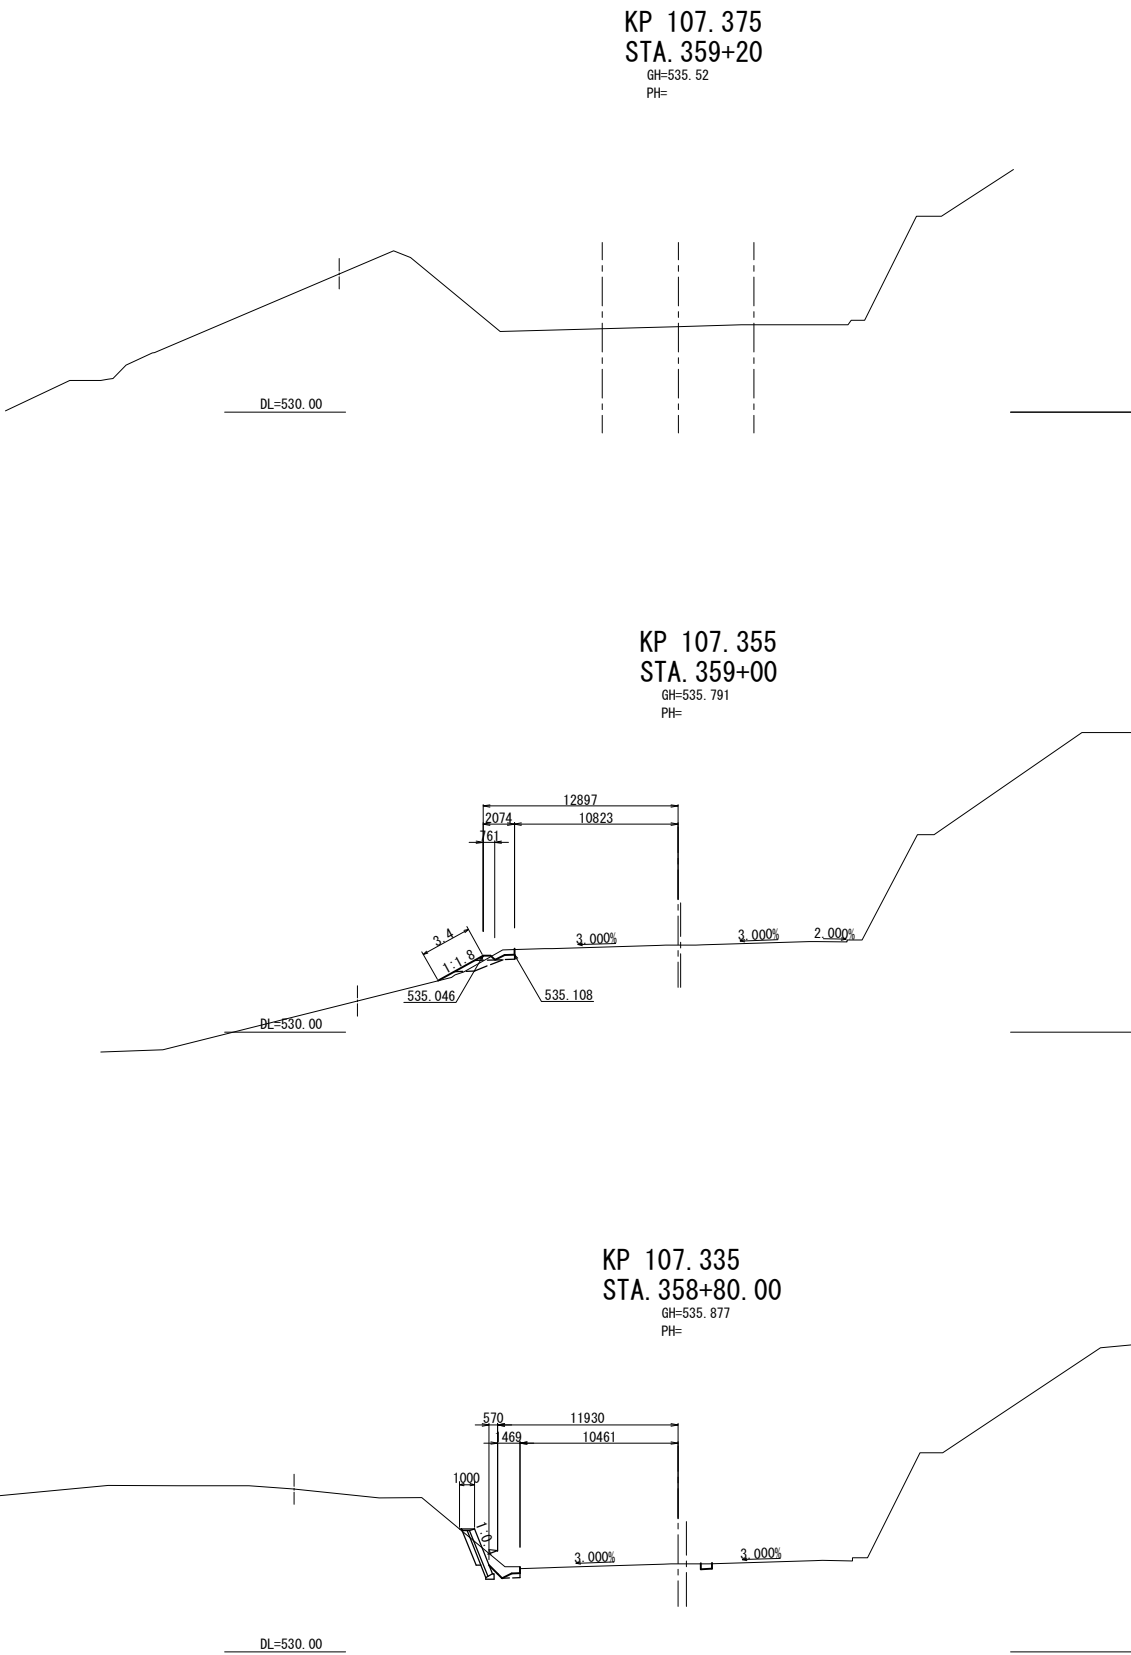 KP 107.375
STA.359+20
GH=535.52
PH=
DL=530.00
KP 107.355
STA.359+00
GH=535.791
PH=
12897
2074
10823
761
3.4
1:1.8
3.000%
3.000%
2.000%
535.046
535.108
DL=530.00
KP 107.335
STA.358+80.00
GH=535.877
PH=
570
11930
1469
10461
1000
1:0.
3.000%
3.000%
DL=530.00